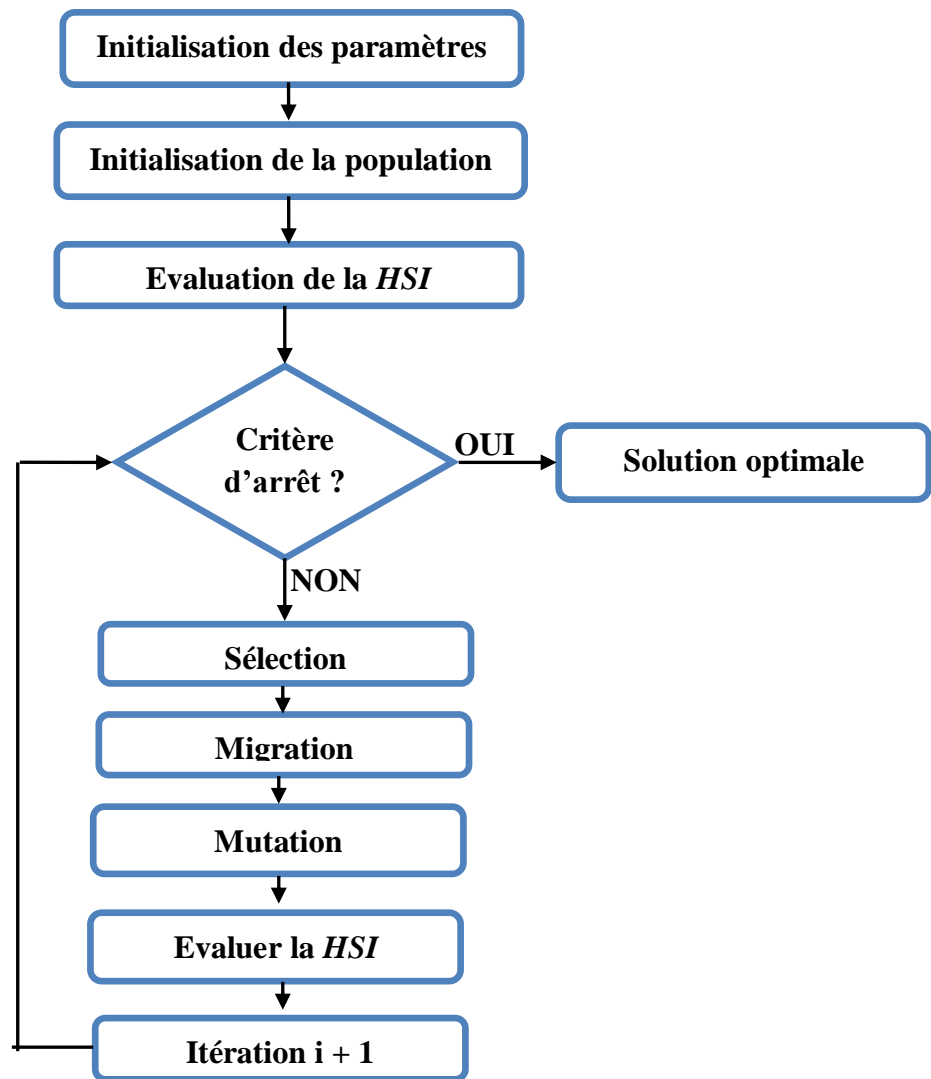 Initialisation des paramètres
Initialisation de la population
Evaluation de la HSI
Critère
d'arrêt ?
OUI
Solution optimale
NON
Sélection
Migration
Mutation
Evaluer la HSI
Itération i + 1